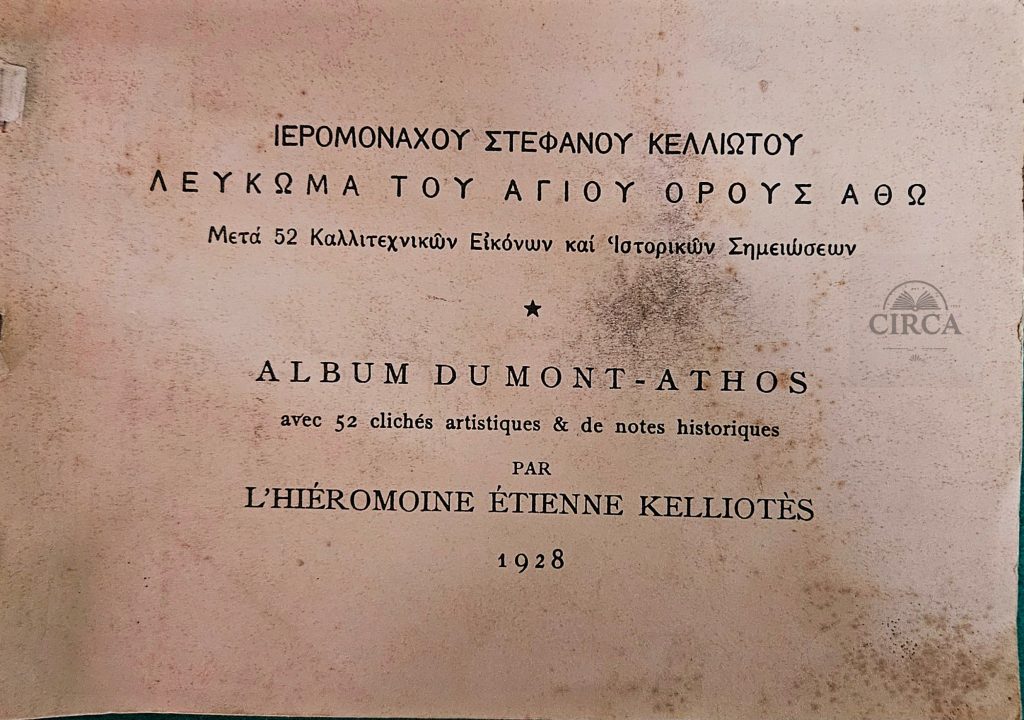 ΙΕΡΟΜΟΝΑΧΟΥ ΣΤΕΦΑΝΟΥ ΚΕΛΛΙΩΤΟΥ
ΛΕΥΚΩΜΑ ΤΟΥ ΑΓΙΟΥ ΟΡΟΥΣ ΑΘΩ
Μετά 52 Καλλιτεχνικῶν Εἰκόνων καί Ἱστορικῶν Σημειώσεων
ALBUM DU MONT-ATHOS
avec 52 clichés artistiques & de notes historiques
PAR
L'HIÉROMOINE ÉTIENNE KELLIOTÈS
1928
CIRCA